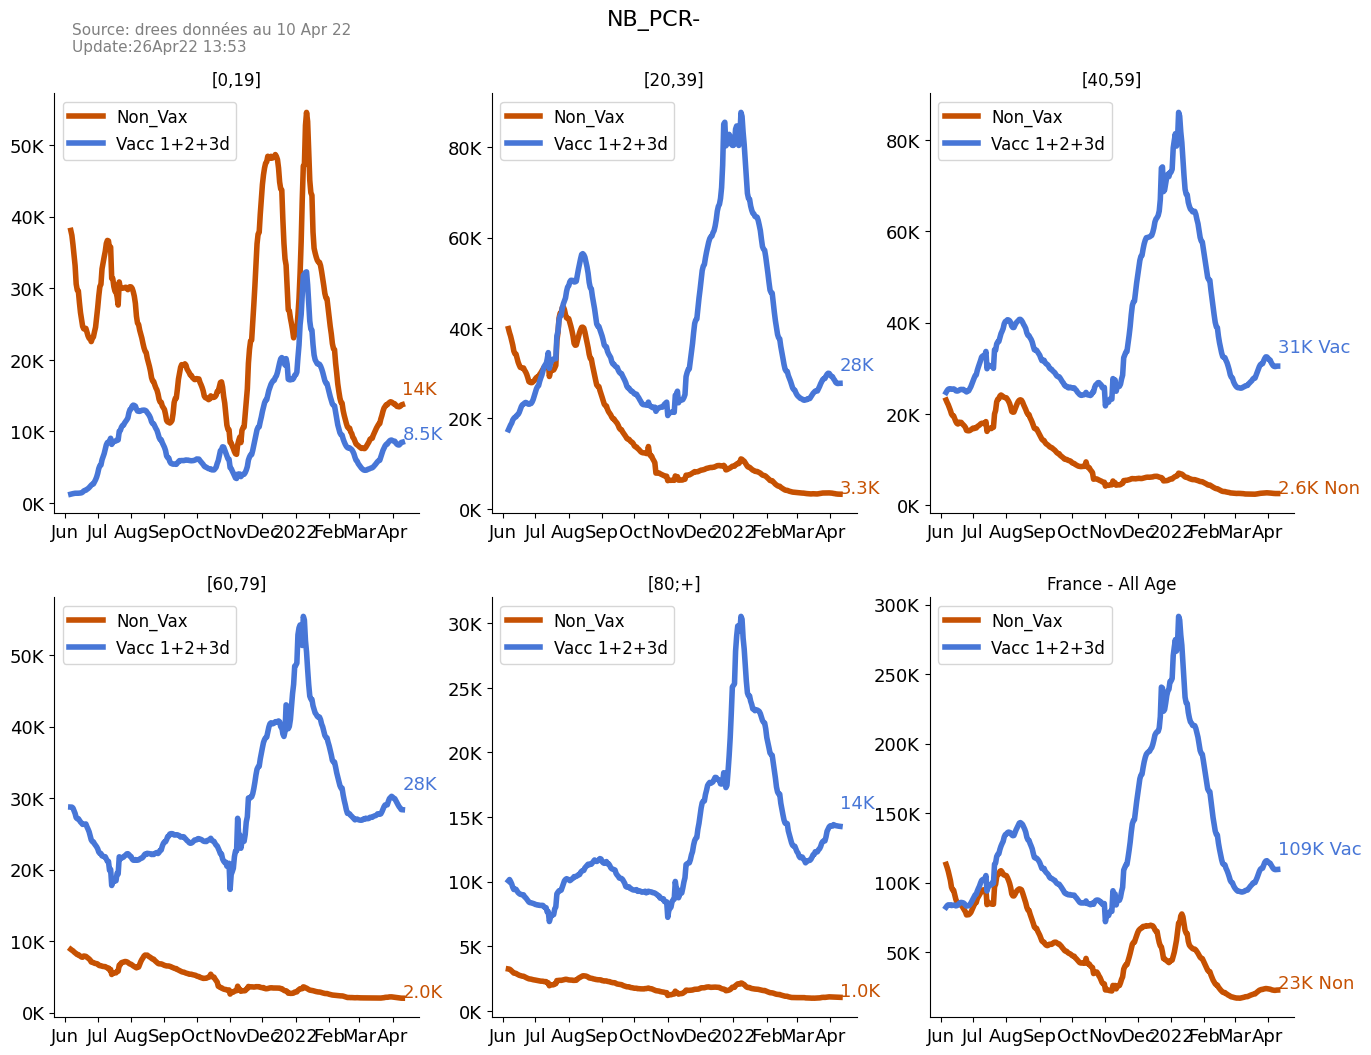 NB_PCR-
Source: drees données au 10 Apr 22
Update:26Apr22 13:53
[0,19]
Non_Vax
Vacc 1+2+3d
50K
40K
30K
20K
10K
0K
14K
8.5K
Jun Jul Aug Sep Oct Nov Dec 2022 Feb Mar Apr
[20,39]
Non_Vax
Vacc 1+2+3d
80K
60K
40K
20K
0K
28K
3.3K
Jun Jul Aug Sep Oct Nov Dec 2022 Feb Mar Apr
[40,59]
Non_Vax
Vacc 1+2+3d
80K
60K
40K
20K
0K
31K Vac
2.6K Non
Jun Jul Aug Sep Oct Nov Dec 2022 Feb Mar Apr
[60,79]
Non_Vax
Vacc 1+2+3d
50K
40K
30K
20K
10K
0K
28K
2.0K
Jun Jul Aug Sep Oct Nov Dec 2022 Feb Mar Apr
[80;+]
Non_Vax
Vacc 1+2+3d
30K
25K
20K
15K
10K
5K
0K
14K
1.0K
Jun Jul Aug Sep Oct Nov Dec 2022 Feb Mar Apr
France - All Age
Non_Vax
Vacc 1+2+3d
300K
250K
200K
150K
100K
50K
109K Vac
23K Non
Jun Jul Aug Sep Oct Nov Dec 2022 Feb Mar Apr